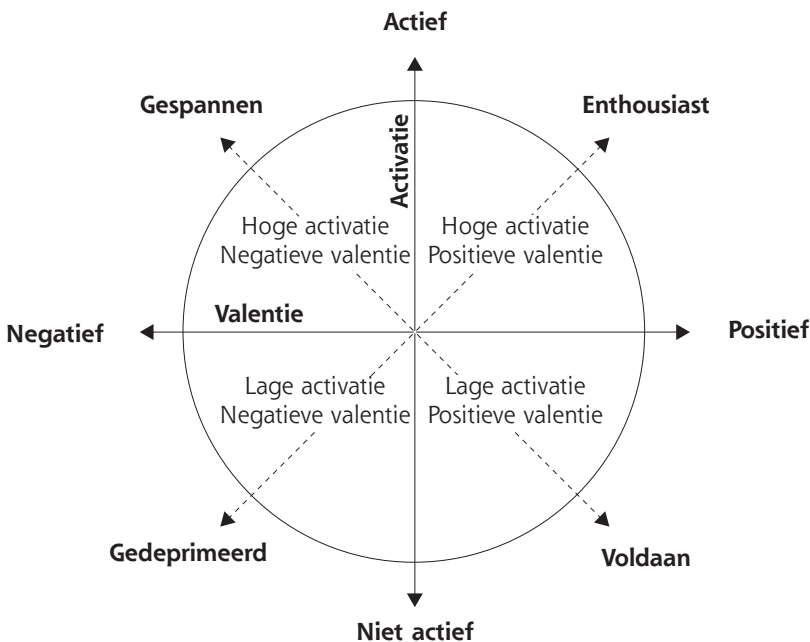 Actief
Gespannen
Enthousiast
Activatie
Hoge activatie
Negatieve valentie
Hoge activatie
Positieve valentie
Valentie
Negatief
Positief
Lage activatie
Negatieve valentie
Lage activatie
Positieve valentie
Gedeprimeerd
Voldaan
Niet actief